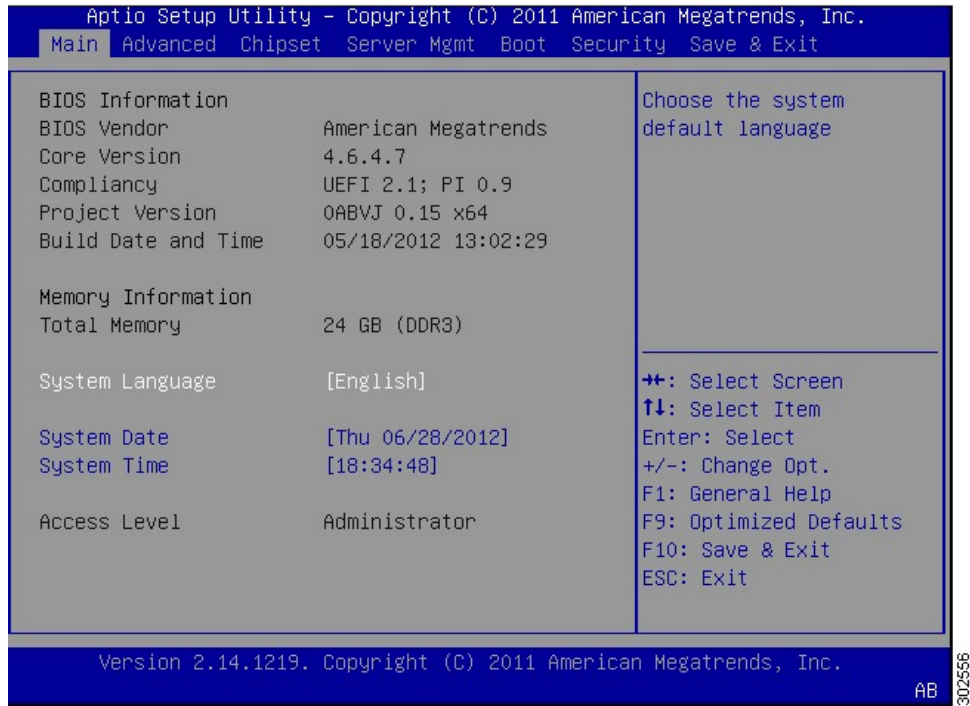 Aptio Setup Utility – Copyright (C) 2011 American Megatrends, Inc.
Main Advanced Chipset Server Mgmt Boot Security Save & Exit
BIOS Information
BIOS Vendor American Megatrends
Core Version 4.6.4.7
Compliancy UEFI 2.1; PI 0.9
Project Version 0ABVJ 0.15 x64
Build Date and Time 05/18/2012 13:02:29
Memory Information
Total Memory 24 GB (DDR3)
System Language [English]
System Date [Thu 06/28/2012]
System Time [18:34:48]
Access Level Administrator
Choose the system
default language
→←: Select Screen
↑↓: Select Item
Enter: Select
+/-: Change Opt.
F1: General Help
F9: Optimized Defaults
F10: Save & Exit
ESC: Exit
Version 2.14.1219. Copyright (C) 2011 American Megatrends, Inc.
AB
302556